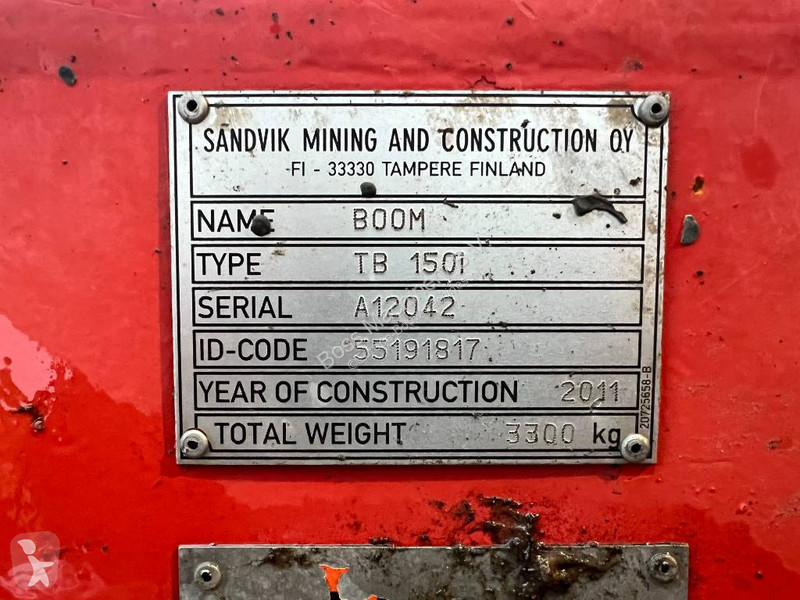 SANDVIK MINING AND CONSTRUCTION OY
FI - 33330 TAMPERE FINLAND
NAME BOOM
TYPE TB 150i
SERIAL A12042
ID-CODE 55191817
YEAR OF CONSTRUCTION 2011
TOTAL WEIGHT 3300 kg
20725658-B